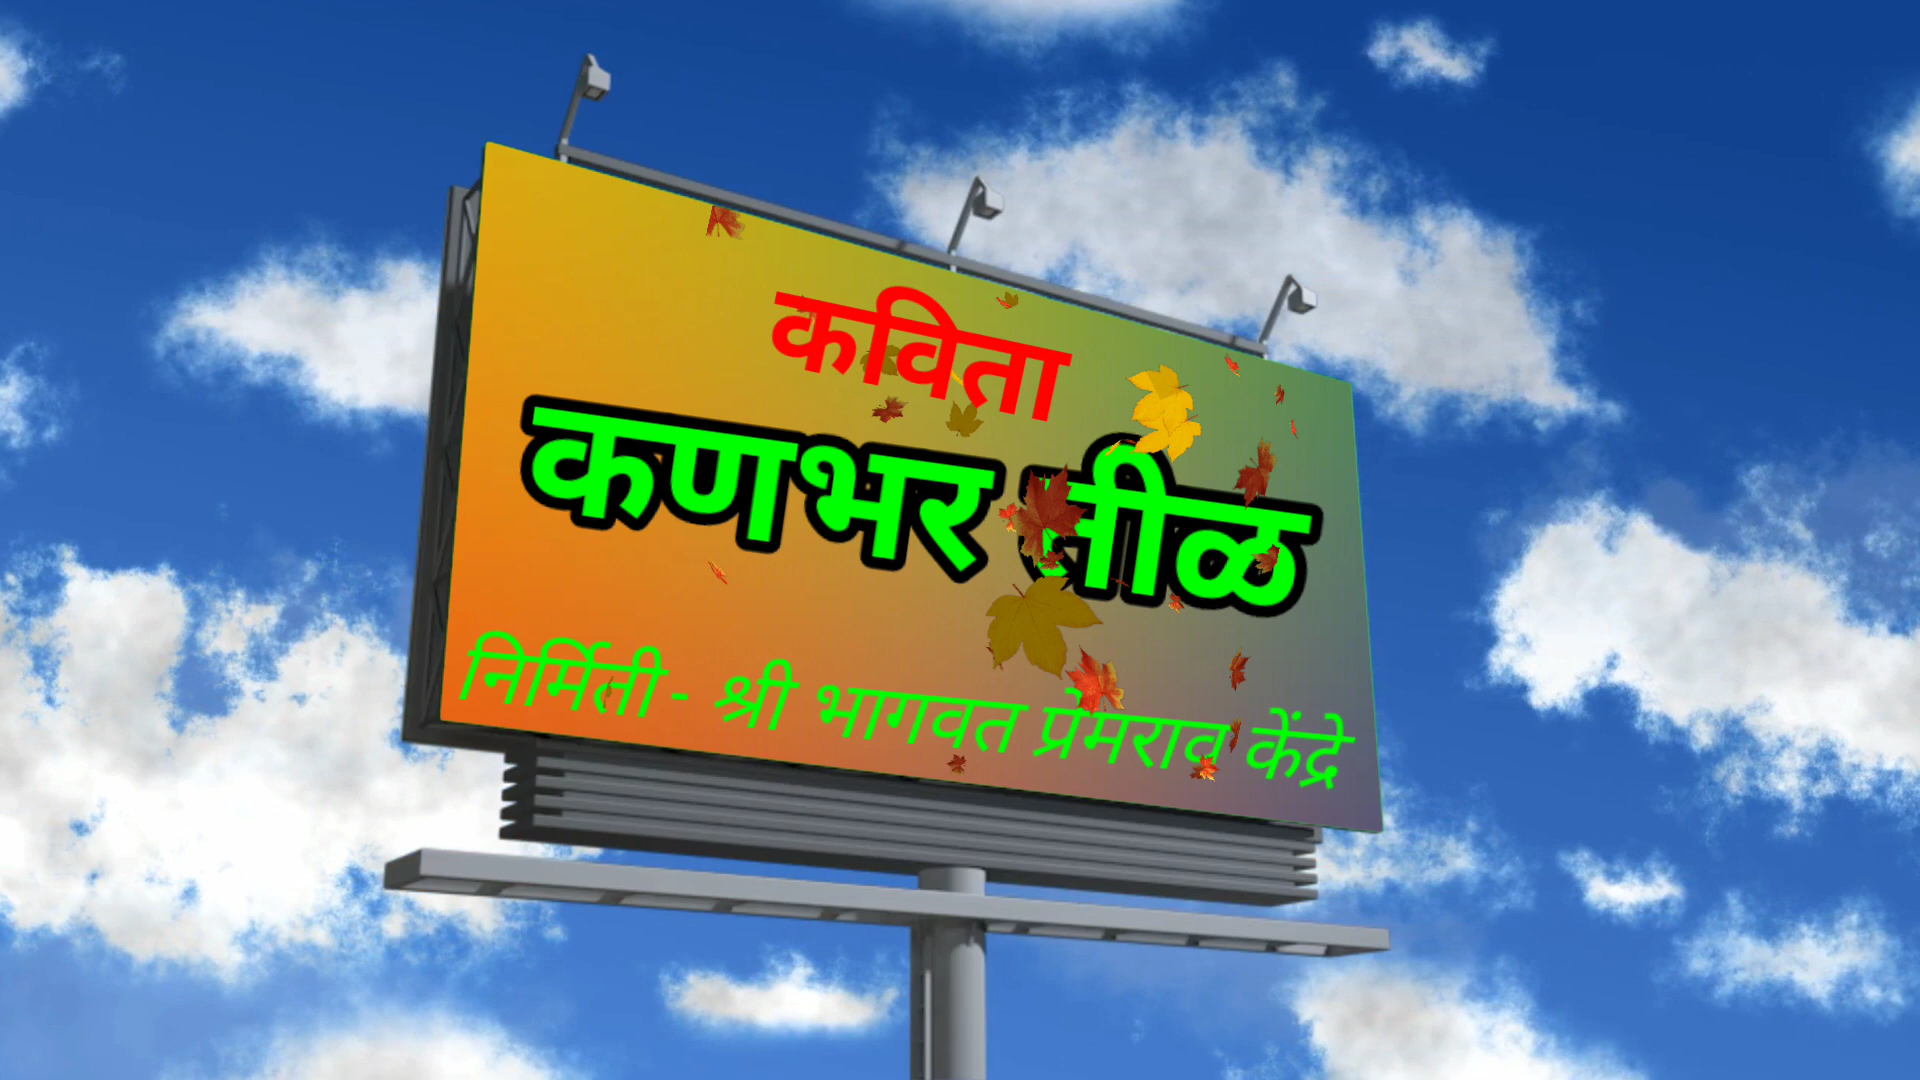 कविता
कणभर तीळ
निर्मिती - श्री भागवत प्रेमराव केंद्रे